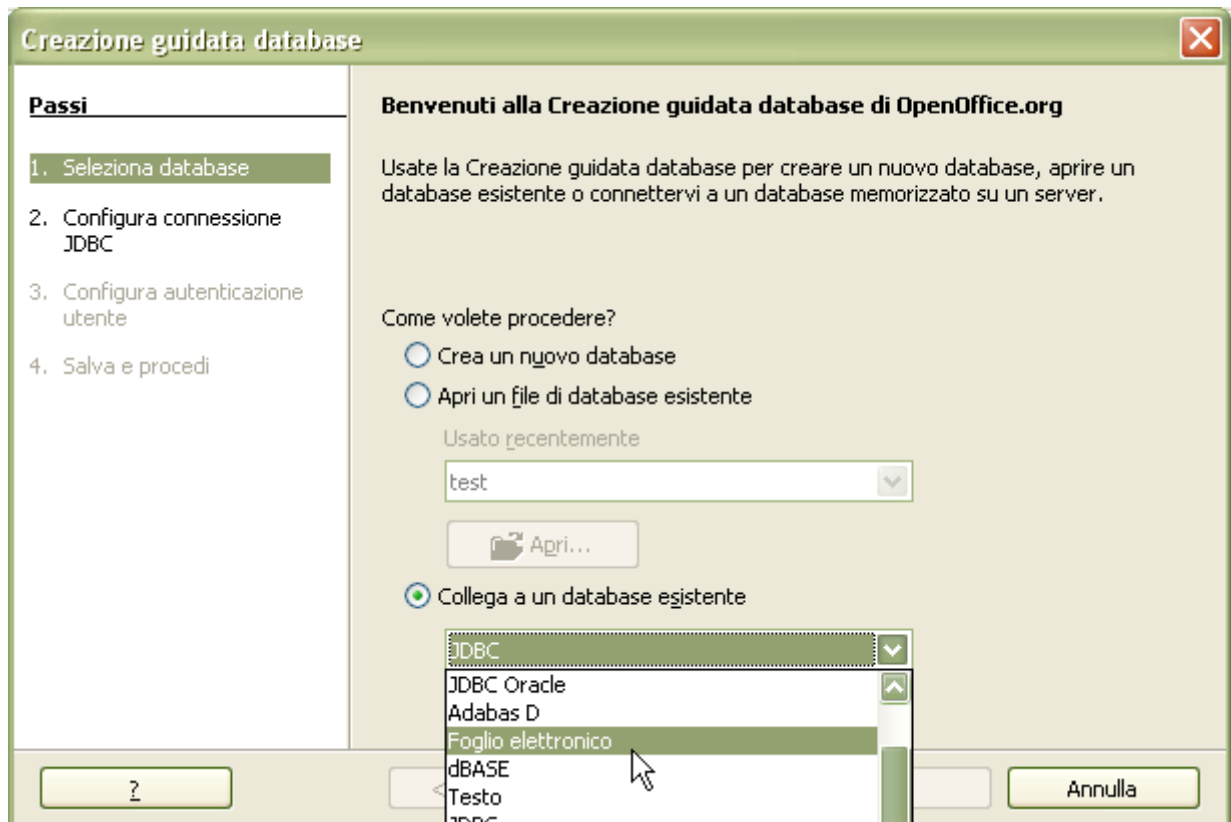 Creazione guidata database
Passi
1. Seleziona database
2. Configura connessione
JDBC
3. Configura autenticazione
utente
4. Salva e procedi
Benvenuti alla Creazione guidata database di OpenOffice.org
Usate la Creazione guidata database per creare un nuovo database, aprire un
database esistente o connettervi a un database memorizzato su un server.
Come volete procedere?
Crea un nuovo database
Apri un file di database esistente
Usato recentemente
test
Apri...
Collega a un database esistente
JDBC
JDBC Oracle
Adabas D
Foglio elettronico
dBASE
Testo
JDBC
?
<
Annulla